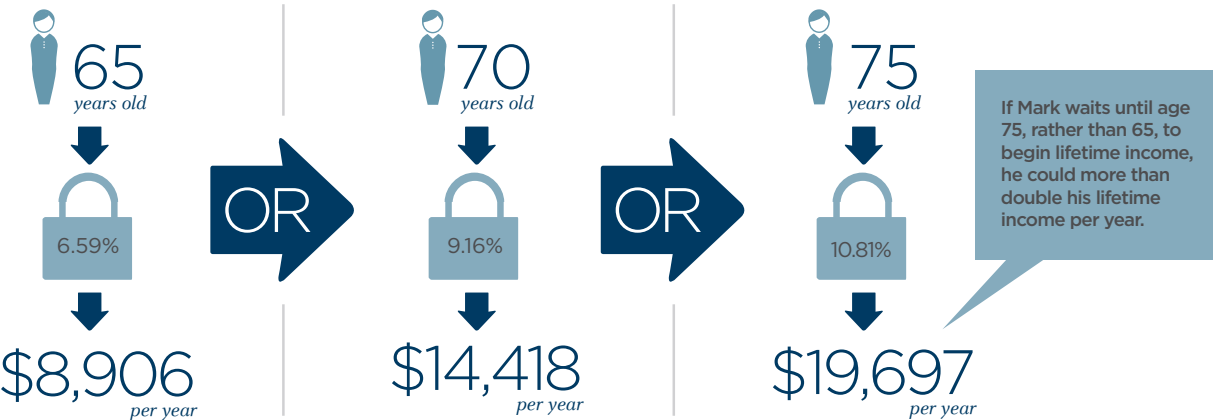 65
years old
6.59%
$8,906
per year
OR
70
years old
9.16%
$14,418
per year
OR
75
years old
10.81%
$19,697
per year
If Mark waits until age
75, rather than 65, to
begin lifetime income,
he could more than
double his lifetime
income per year.